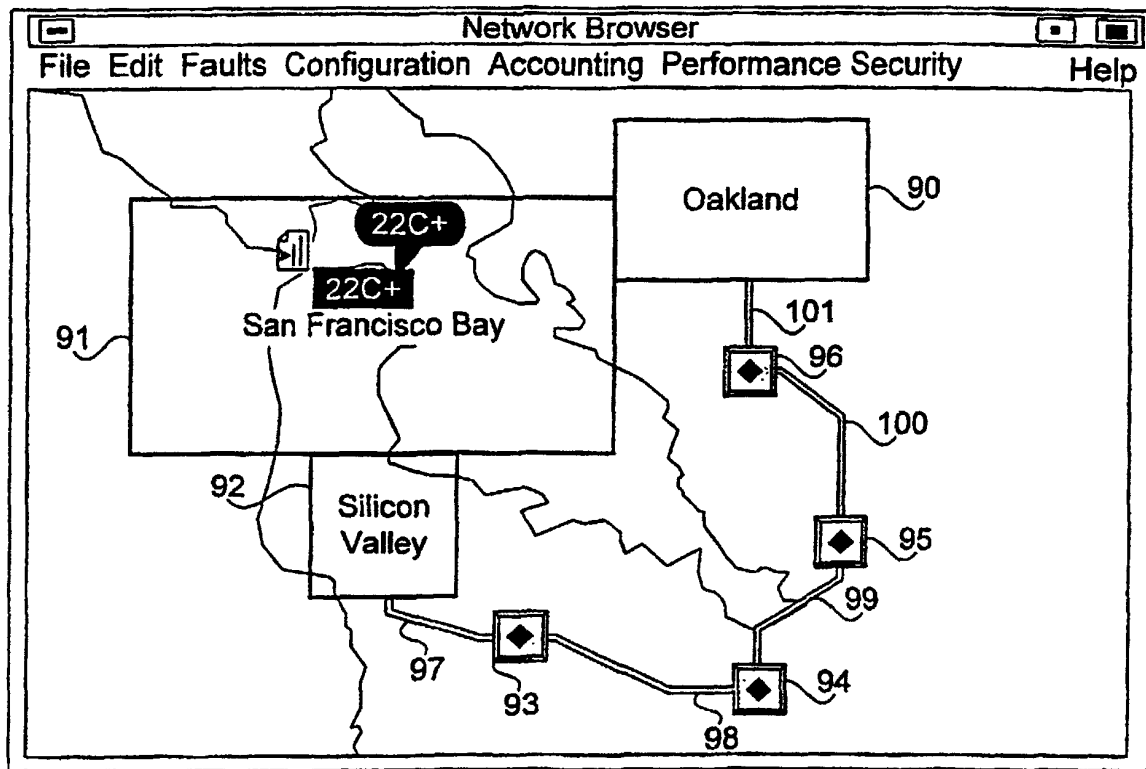 Network Browser
File Edit Faults Configuration Accounting Performance Security Help
Oakland
90
22C+
22C+
San Francisco Bay
91
101
96
100
92
Silicon
Valley
95
99
97
93
94
98